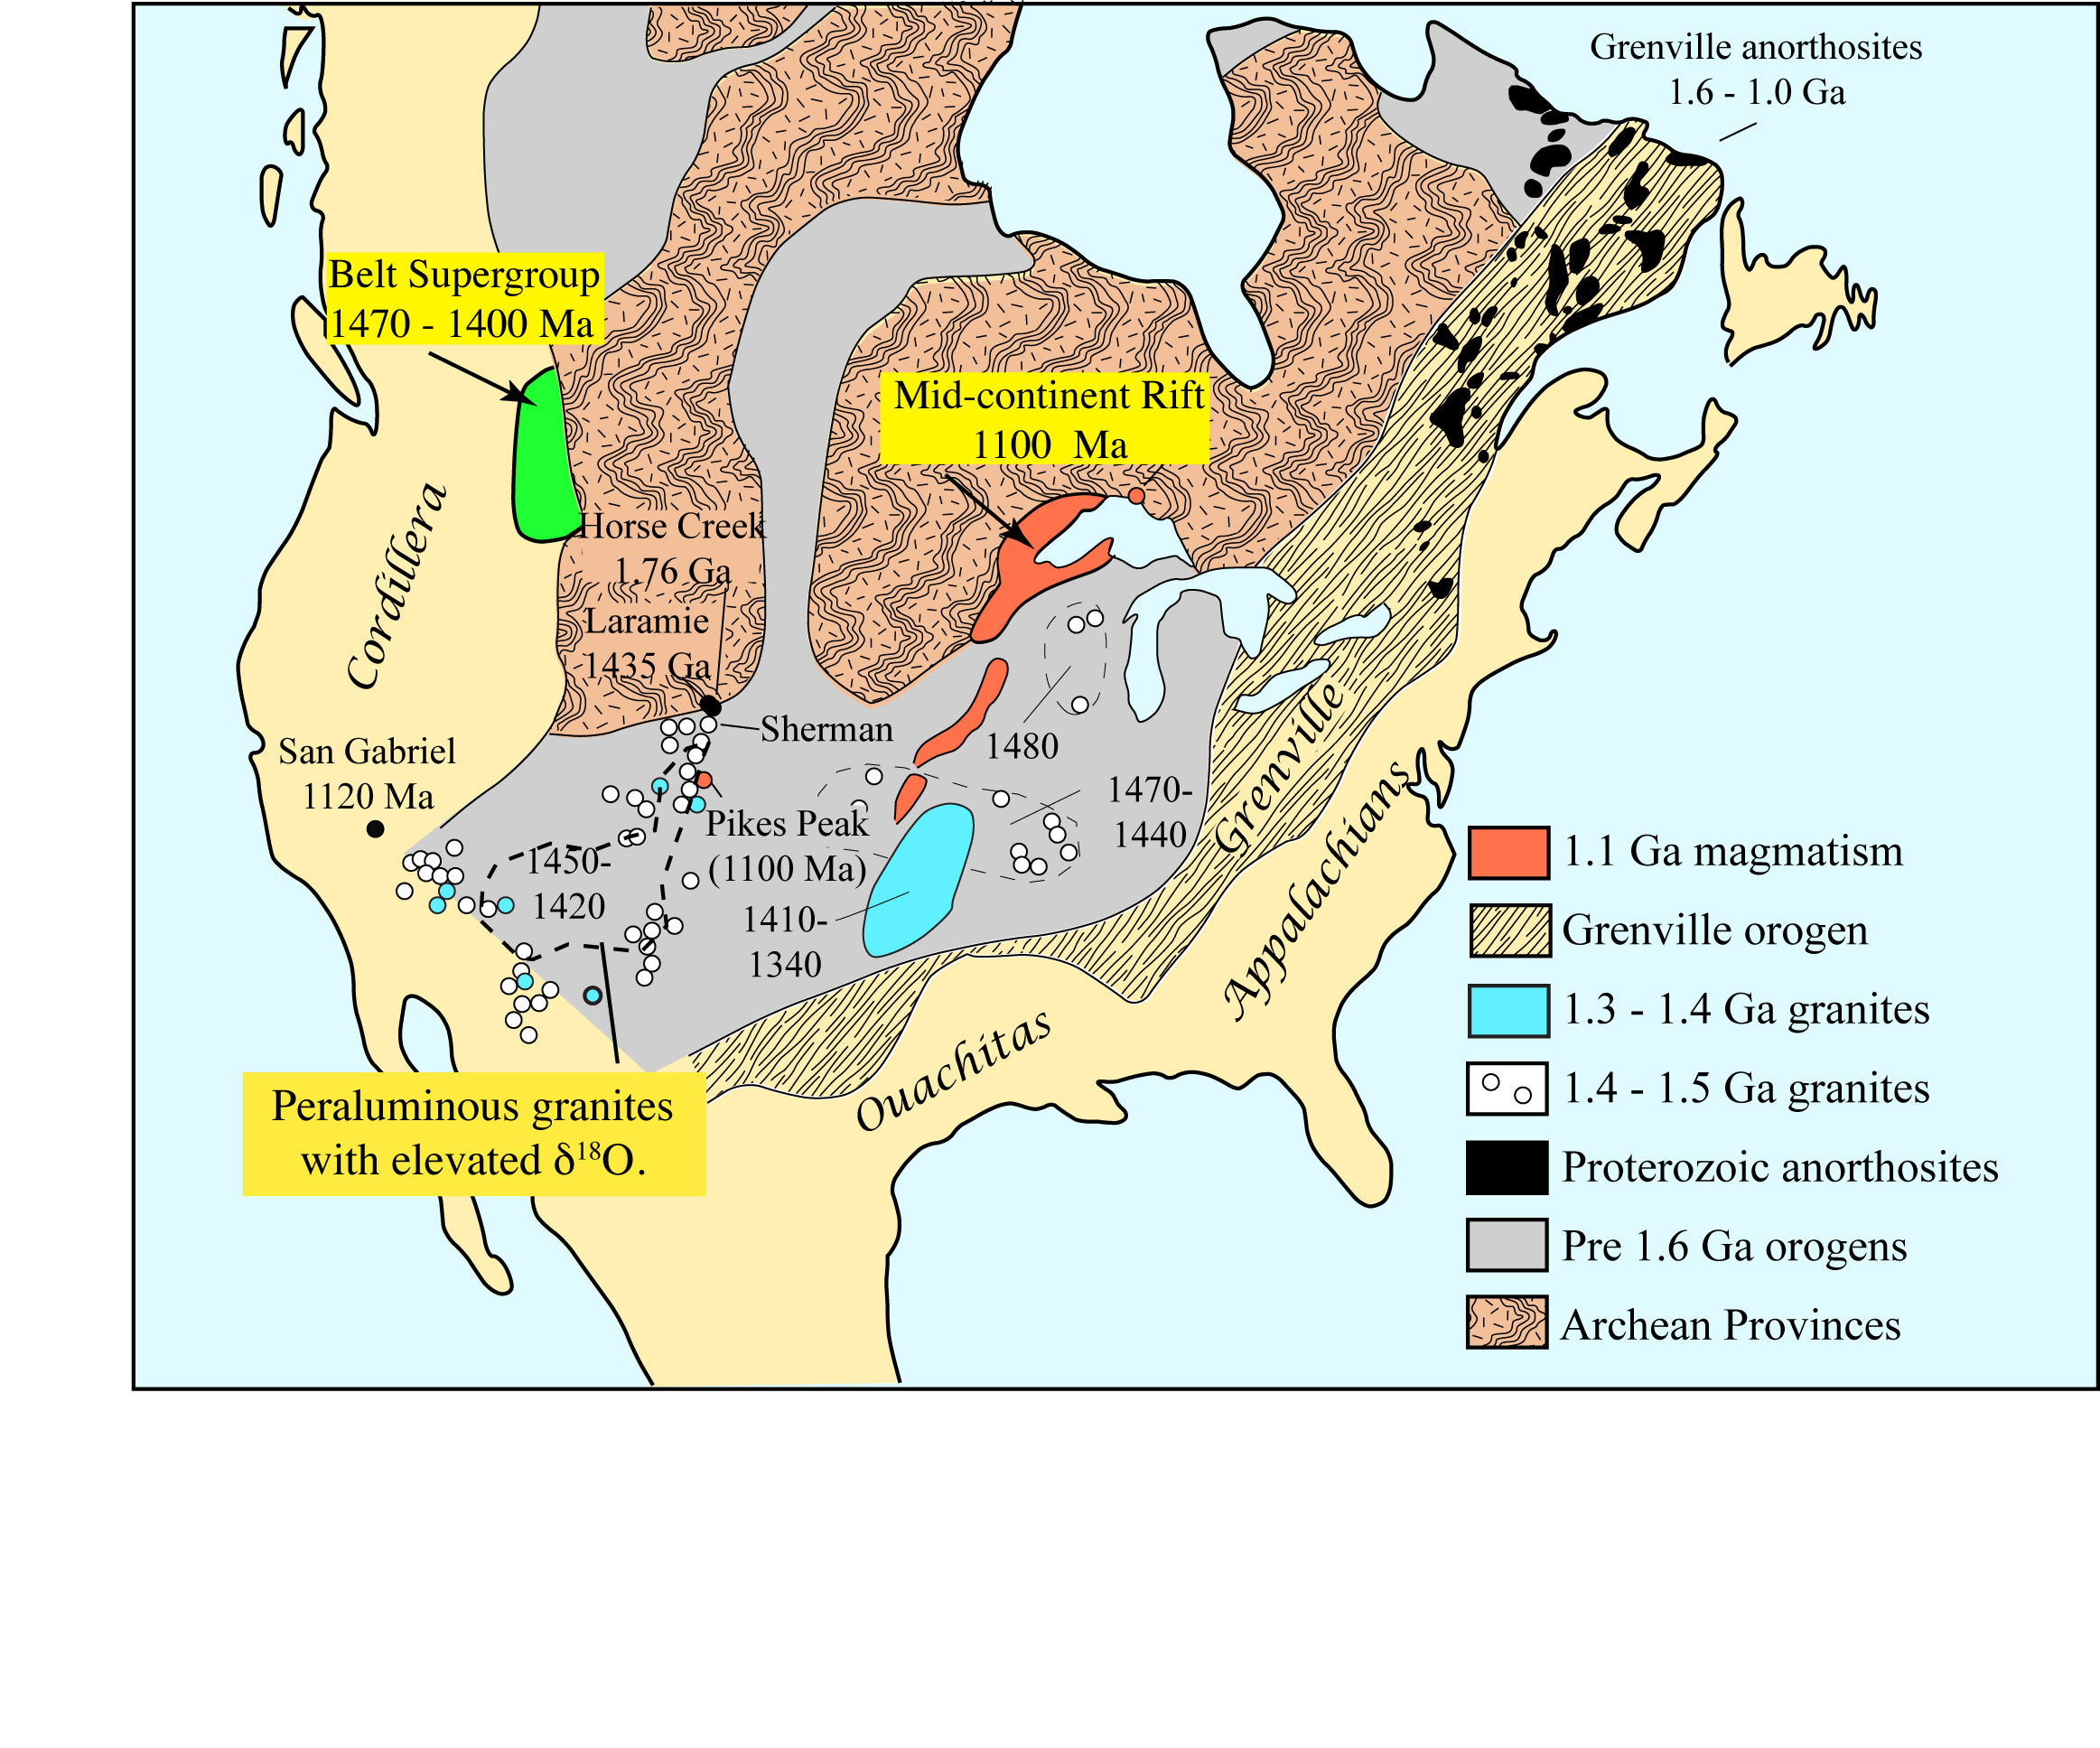 Grenville anorthosites
1.6 - 1.0 Ga
Belt Supergroup
1470 - 1400 Ma
Mid-continent Rift
1100 Ma
Cordillera
Horse Creek
1.76 Ga
Laramie
1435 Ga
Sherman
San Gabriel
1120 Ma
1480
Pikes Peak
(1100 Ma)
1470-
1440
1450-
1420
1410-
1340
Grenville
Appalachians
Ouachitas
Peraluminous granites
with elevated δ¹⁸O.
1.1 Ga magmatism
Grenville orogen
1.3 - 1.4 Ga granites
1.4 - 1.5 Ga granites
Proterozoic anorthosites
Pre 1.6 Ga orogens
Archean Provinces